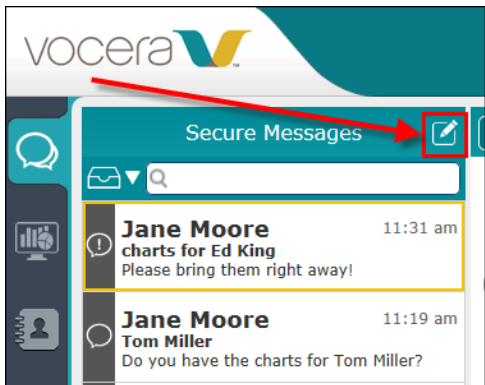 vocera
Secure Messages
Jane Moore 11:31 am
charts for Ed King
Please bring them right away!
Jane Moore 11:19 am
Tom Miller
Do you have the charts for Tom Miller?